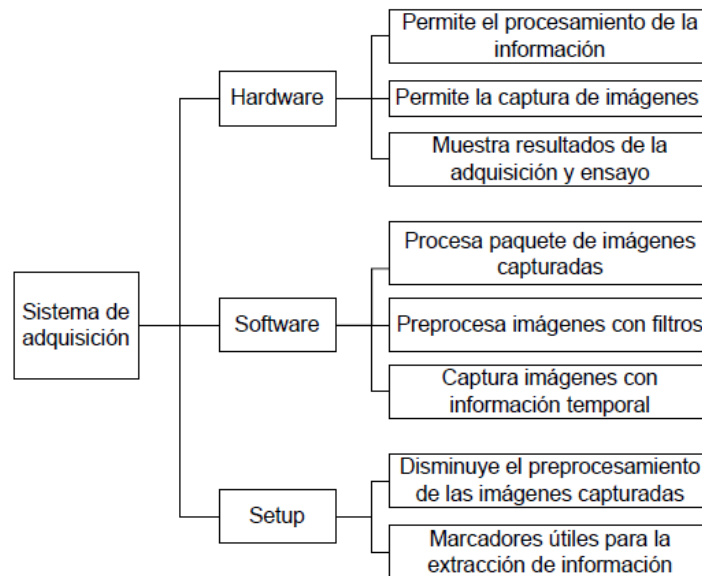 Permite el procesamiento de la
información
Hardware
Permite la captura de imágenes
Muestra resultados de la
adquisición y ensayo
Sistema de
adquisición
Procesa paquete de imágenes
capturadas
Software
Preprocesa imágenes con filtros
Captura imágenes con
información temporal
Disminuye el preprocesamiento
de las imágenes capturadas
Setup
Marcadores útiles para la
extracción de información